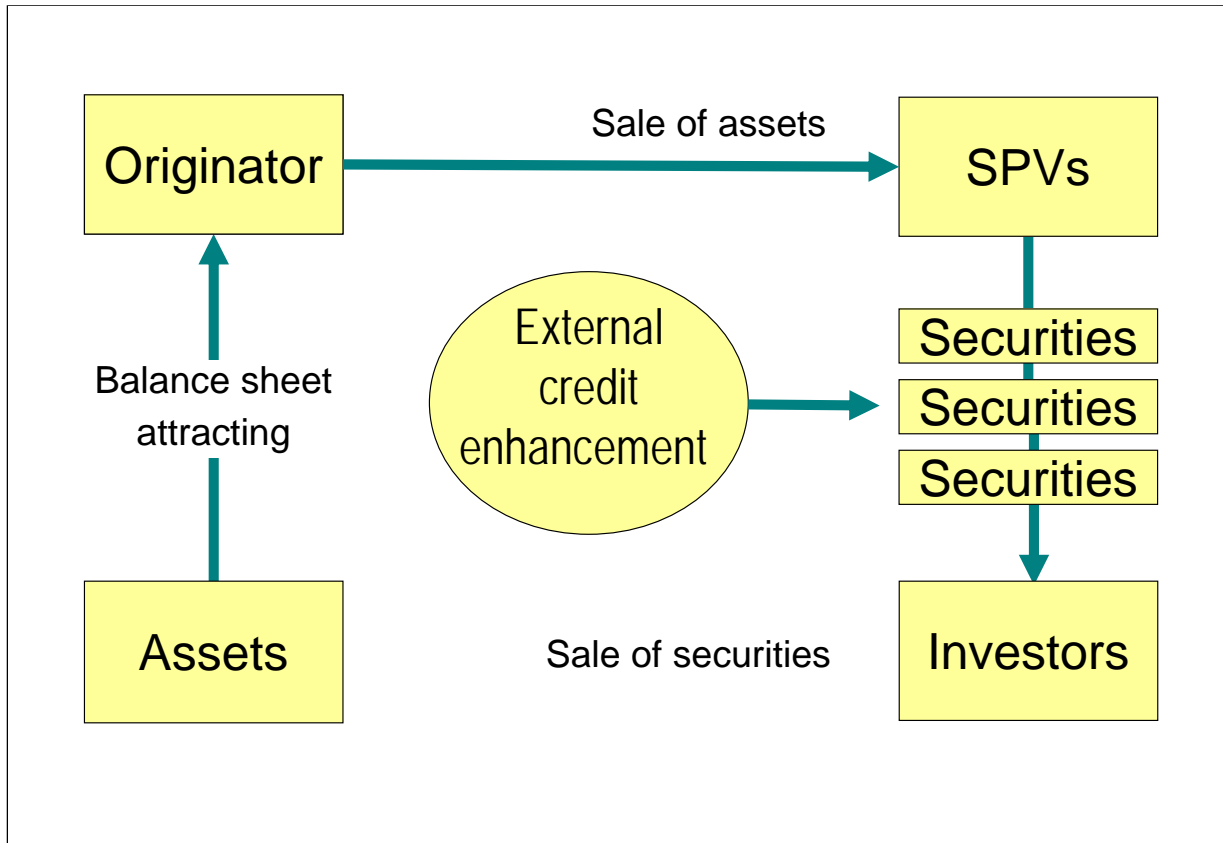 Originator
Sale of assets
SPVs
External
credit
enhancement
Securities
Securities
Securities
Balance sheet
attracting
Assets
Sale of securities
Investors